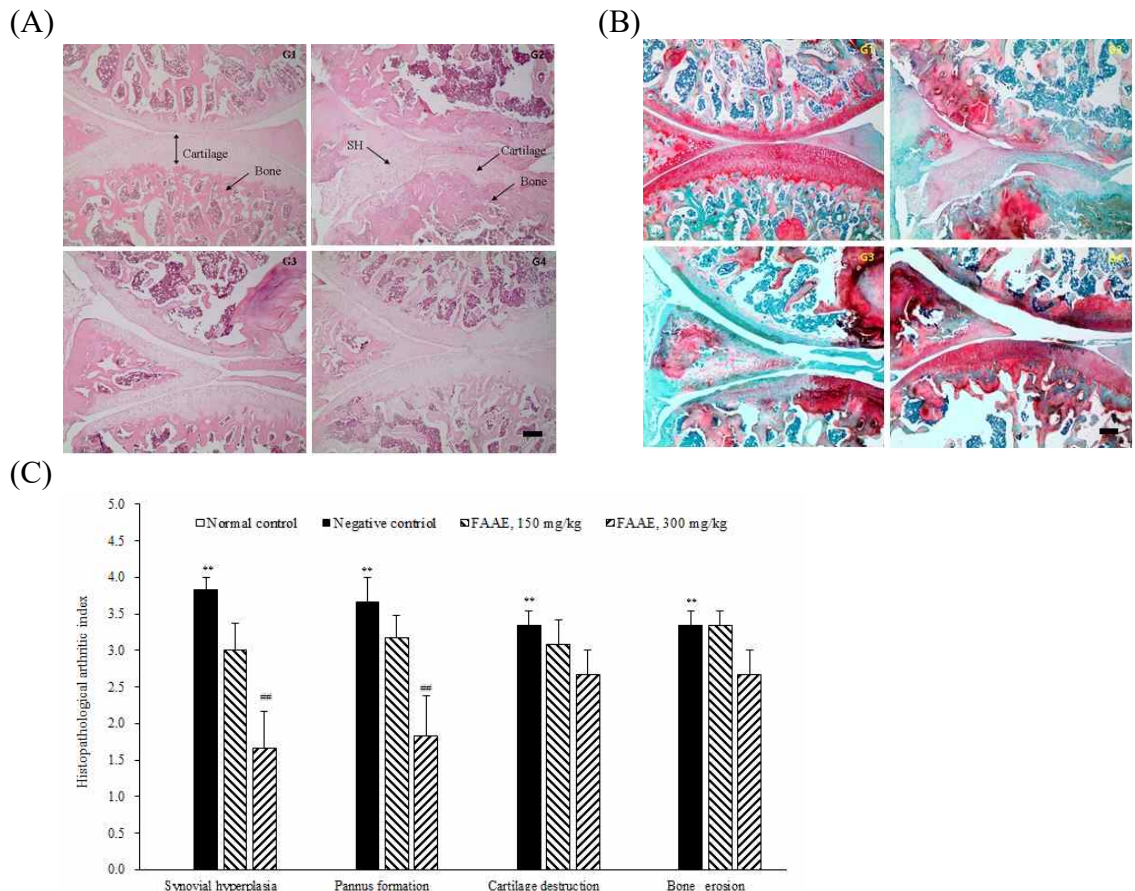 (A)
(B)
G1
G2
Cartilage
Bone
SH
Cartilage
Bone
G3
G4
G1
G3
(C)
Normal control Negative contriol FAAE, 150 mg/kg FAAE, 300 mg/kg
Histopathological arthritic index
5.0
4.5
4.0
3.5
3.0
2.5
2.0
1.5
1.0
0.5
0.0
**
##
**
##
**
**
Synovial hyperplasia Pannus formation Cartilage destruction Bone erosion